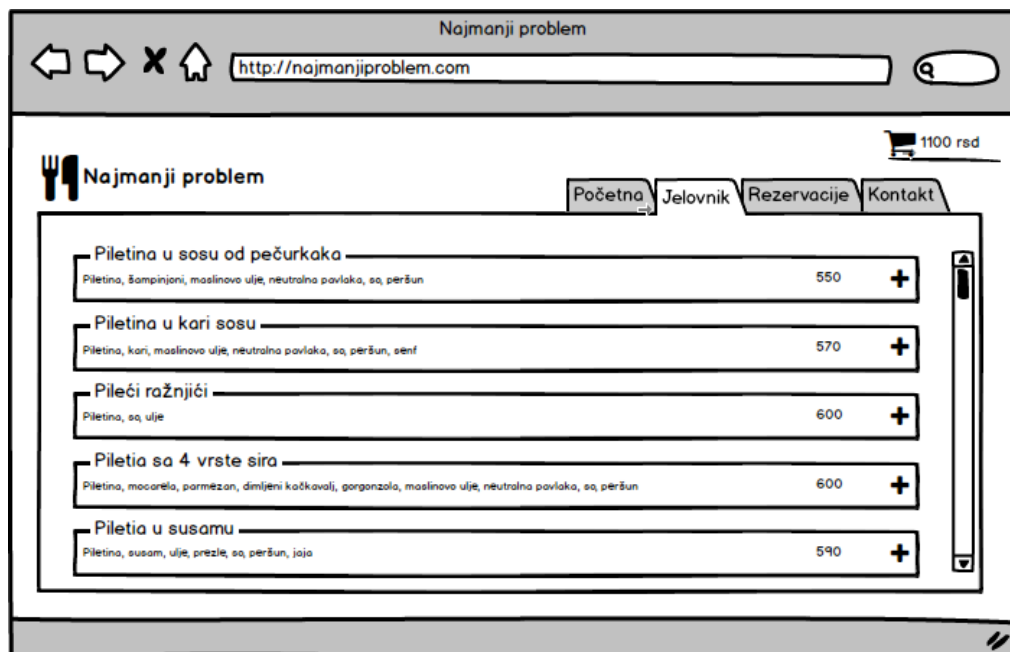 Najmanji problem
http://najmanjiproblem.com
1100 rsd
Najmanji problem
Početna Jelovnik Rezervacije Kontakt
Piletina u sosu od pečurkaka
Piletina, šampinjoni, maslinovo ulje, neutralna pavlaka, so, peršun 550
Piletina u kari sosu
Piletina, kari, maslinovo ulje, neutralna pavlaka, so, peršun, senf 570
Pileći ražnjići
Piletina, so, ulje 600
Piletia sa 4 vrste sira
Piletina, mocarela, parmezan, dimljeni kačkavalj, gorgonzola, maslinovo ulje, neutralna pavlaka, so, peršun 600
Piletia u susamu
Piletina, susam, ulje, prezle, so, peršun, jaja 590